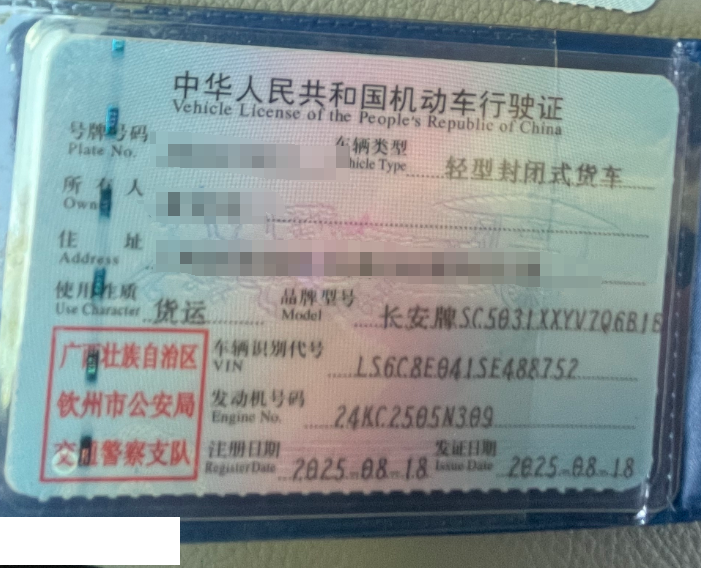 中华人民共和国机动车行驶证
Vehicle License of the People's Republic of China
号牌号码
Plate No.
车辆类型
Vehicle Type
轻型封闭式货车
所有人
Owner
住址
Address
使用性质
Use Character
货运
品牌型号
Model
长安牌SC5031XXYV7Q6B1B
广西壮族自治区
钦州市公安局
交通警察支队
车辆识别代号
VIN
LS6C8E041SE488752
发动机号码
Engine No.
24KC2505N309
注册日期
Register Date
2025-08-18
发证日期
Issue Date
2025-08-18